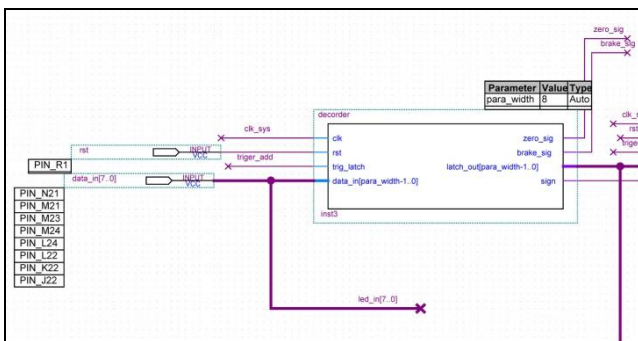 zero_sig
brake_sig
Parameter Value Type
para_width 8 Auto
decorder
clk_sys
clk
zero_sig
rst
INPUT
VCC
rst
brake_sig
PIN_R1
triger_add
trig_latch
latch_out[para_width-1..0]
data_in[7..0]
INPUT
VCC
data_in[para_width-1..0]
sign
PIN_N21
PIN_M21
PIN_M23
PIN_M24
PIN_L24
PIN_L22
PIN_K22
PIN_J22
inst3
led_in[7..0]
rst